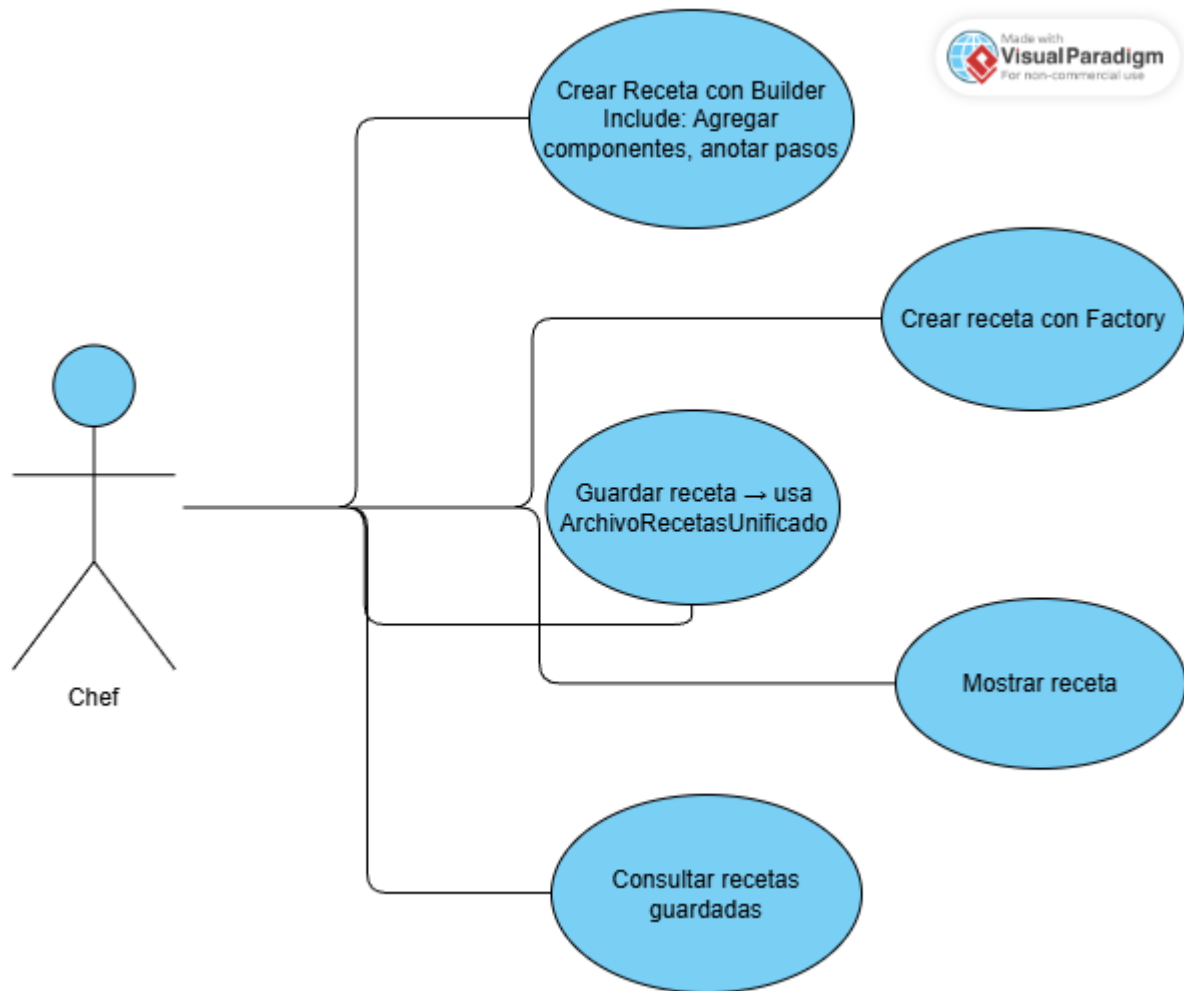 Made with
Visual Paradigm
For non-commercial use
Crear Receta con Builder
Include: Agregar
componentes, anotar pasos
Crear receta con Factory
Guardar receta → usa
ArchivoRecetasUnificado
Mostrar receta
Chef
Consultar recetas
guardadas